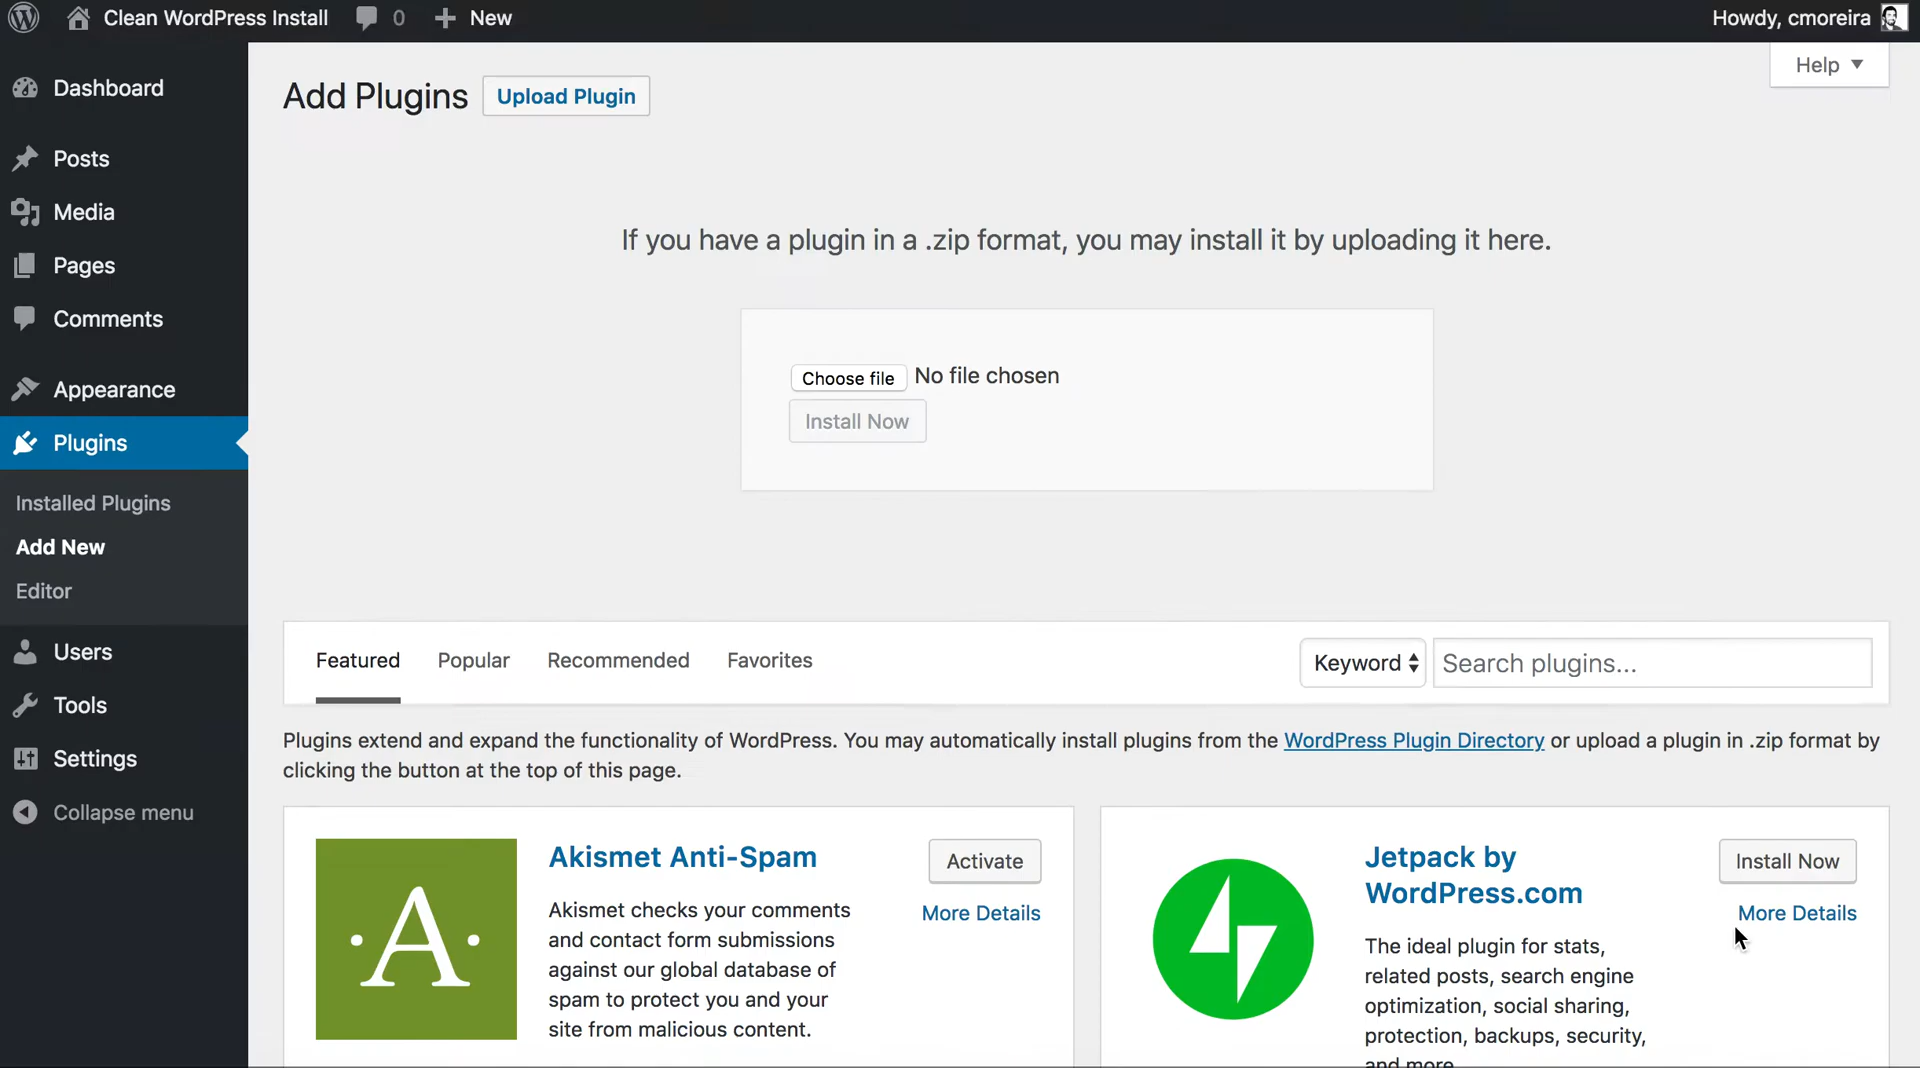 Clean WordPress Install 0 New Howdy, cmoreira
Dashboard
Posts
Media
Pages
Comments
Appearance
Plugins
Installed Plugins
Add New
Editor
Users
Tools
Settings
Collapse menu
Help
Add Plugins Upload Plugin
If you have a plugin in a .zip format, you may install it by uploading it here.
Choose file No file chosen
Install Now
Featured Popular Recommended Favorites Keyword Search plugins...
Plugins extend and expand the functionality of WordPress. You may automatically install plugins from the WordPress Plugin Directory or upload a plugin in .zip format by
clicking the button at the top of this page.
A
Akismet Anti-Spam
Activate
More Details
Akismet checks your comments
and contact form submissions
against our global database of
spam to protect you and your
site from malicious content.
Jetpack by
WordPress.com
Install Now
More Details
The ideal plugin for stats,
related posts, search engine
optimization, social sharing,
protection, backups, security,
and more.